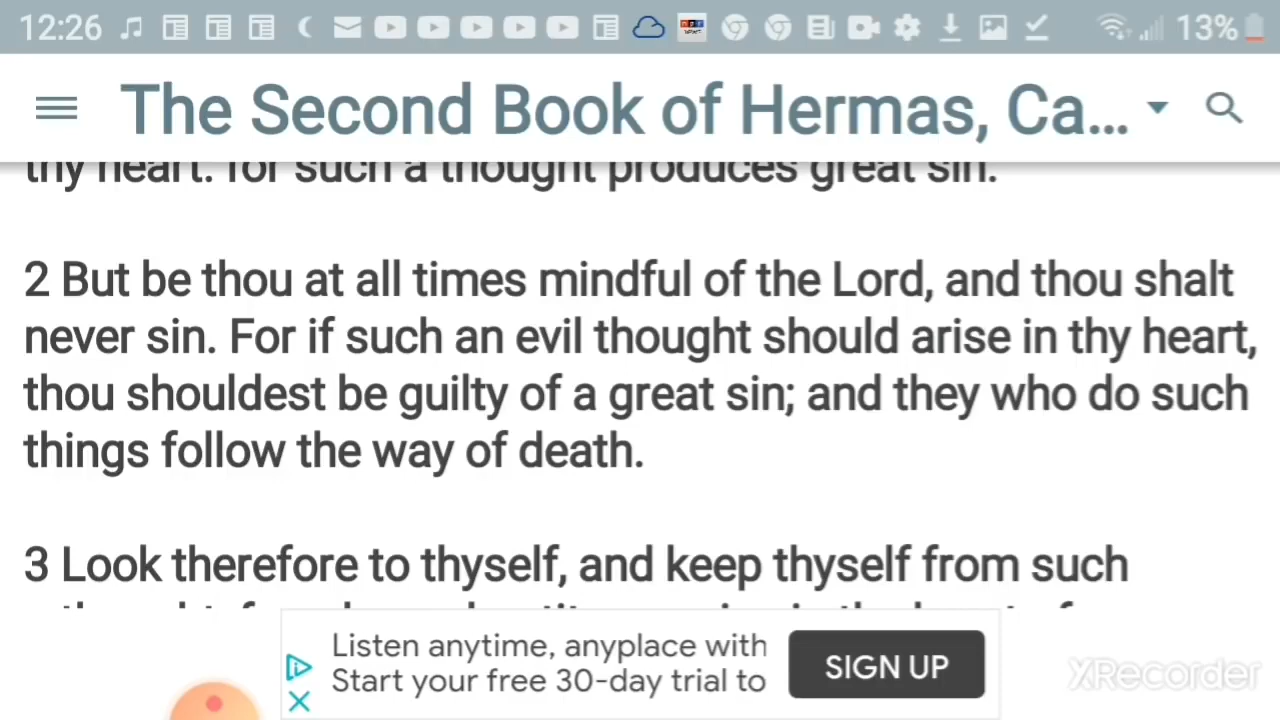 12:26
13%
The Second Book of Hermas, Ca...
thy heart. for such a thought produces great sin.
2 But be thou at all times mindful of the Lord, and thou shalt
never sin. For if such an evil thought should arise in thy heart,
thou shouldest be guilty of a great sin; and they who do such
things follow the way of death.
3 Look therefore to thyself, and keep thyself from such
Listen anytime, anyplace with
Start your free 30-day trial to
SIGN UP
XRecorder